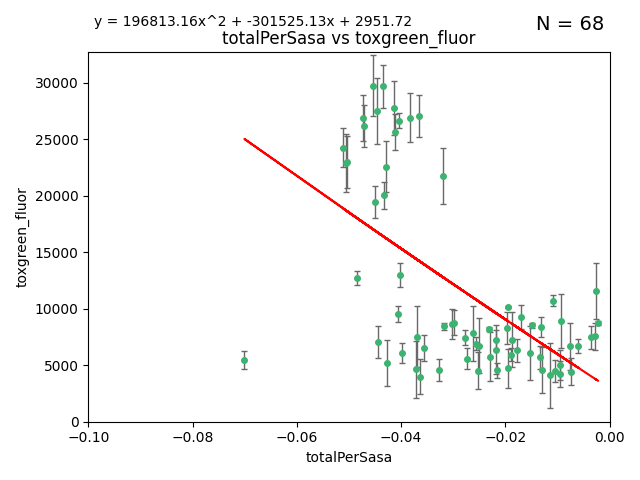 y = 196813.16x^2 + -301525.13x + 2951.72
N = 68
totalPerSasa vs toxgreen_fluor
30000
25000
20000
15000
10000
5000
0
toxgreen_fluor
−0.10
−0.08
−0.06
−0.04
−0.02
0.00
totalPerSasa